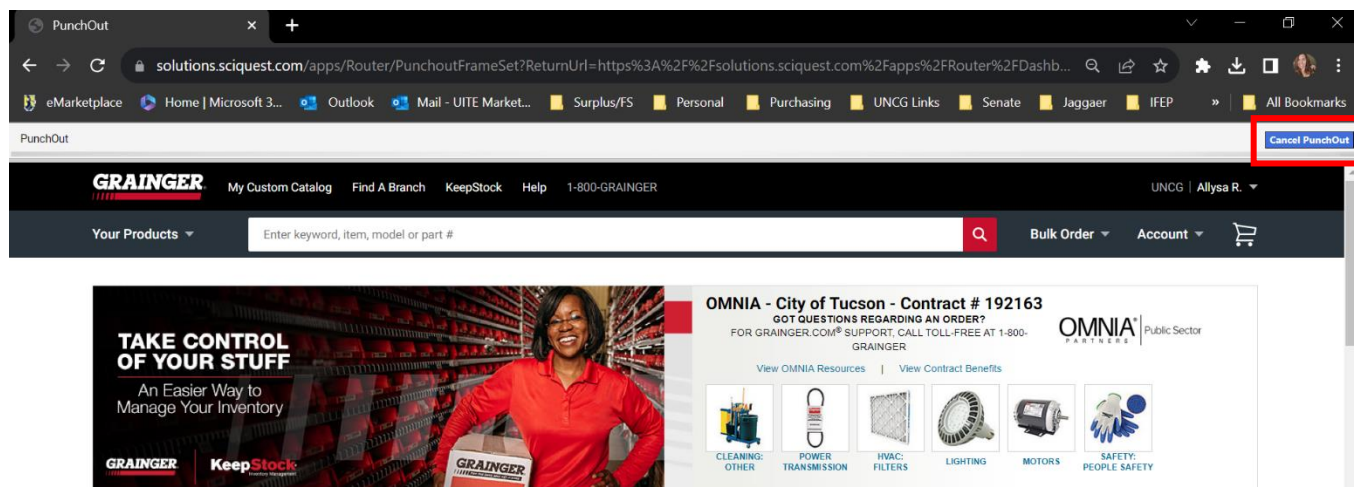 PunchOut
solutions.sciquest.com/apps/Router/PunchoutFrameSet?ReturnUrl=https%3A%2F%2Fsolutions.sciquest.com%2Fapps%2FRouter%2FDashb...
eMarketplace Home | Microsoft 3... Outlook Mail - UITE Market... Surplus/FS Personal Purchasing UNCG Links Senate Jaggaer IFEP » All Bookmarks
PunchOut Cancel PunchOut
GRAINGER My Custom Catalog Find A Branch KeepStock Help 1-800-GRAINGER UNCG | Allysa R.
Your Products Enter keyword, item, model or part # Bulk Order Account
TAKE CONTROL
OF YOUR STUFF
An Easier Way to
Manage Your Inventory
GRAINGER KeepStock
GRAINGER
OMNIA - City of Tucson - Contract # 192163
GOT QUESTIONS REGARDING AN ORDER?
FOR GRAINGER.COM® SUPPORT, CALL TOLL-FREE AT 1-800-
GRAINGER
OMNIA® Public Sector
PARTNERS
View OMNIA Resources | View Contract Benefits
CLEANING:
OTHER
POWER
TRANSMISSION
HVAC:
FILTERS
LIGHTING
MOTORS
SAFETY:
PEOPLE SAFETY